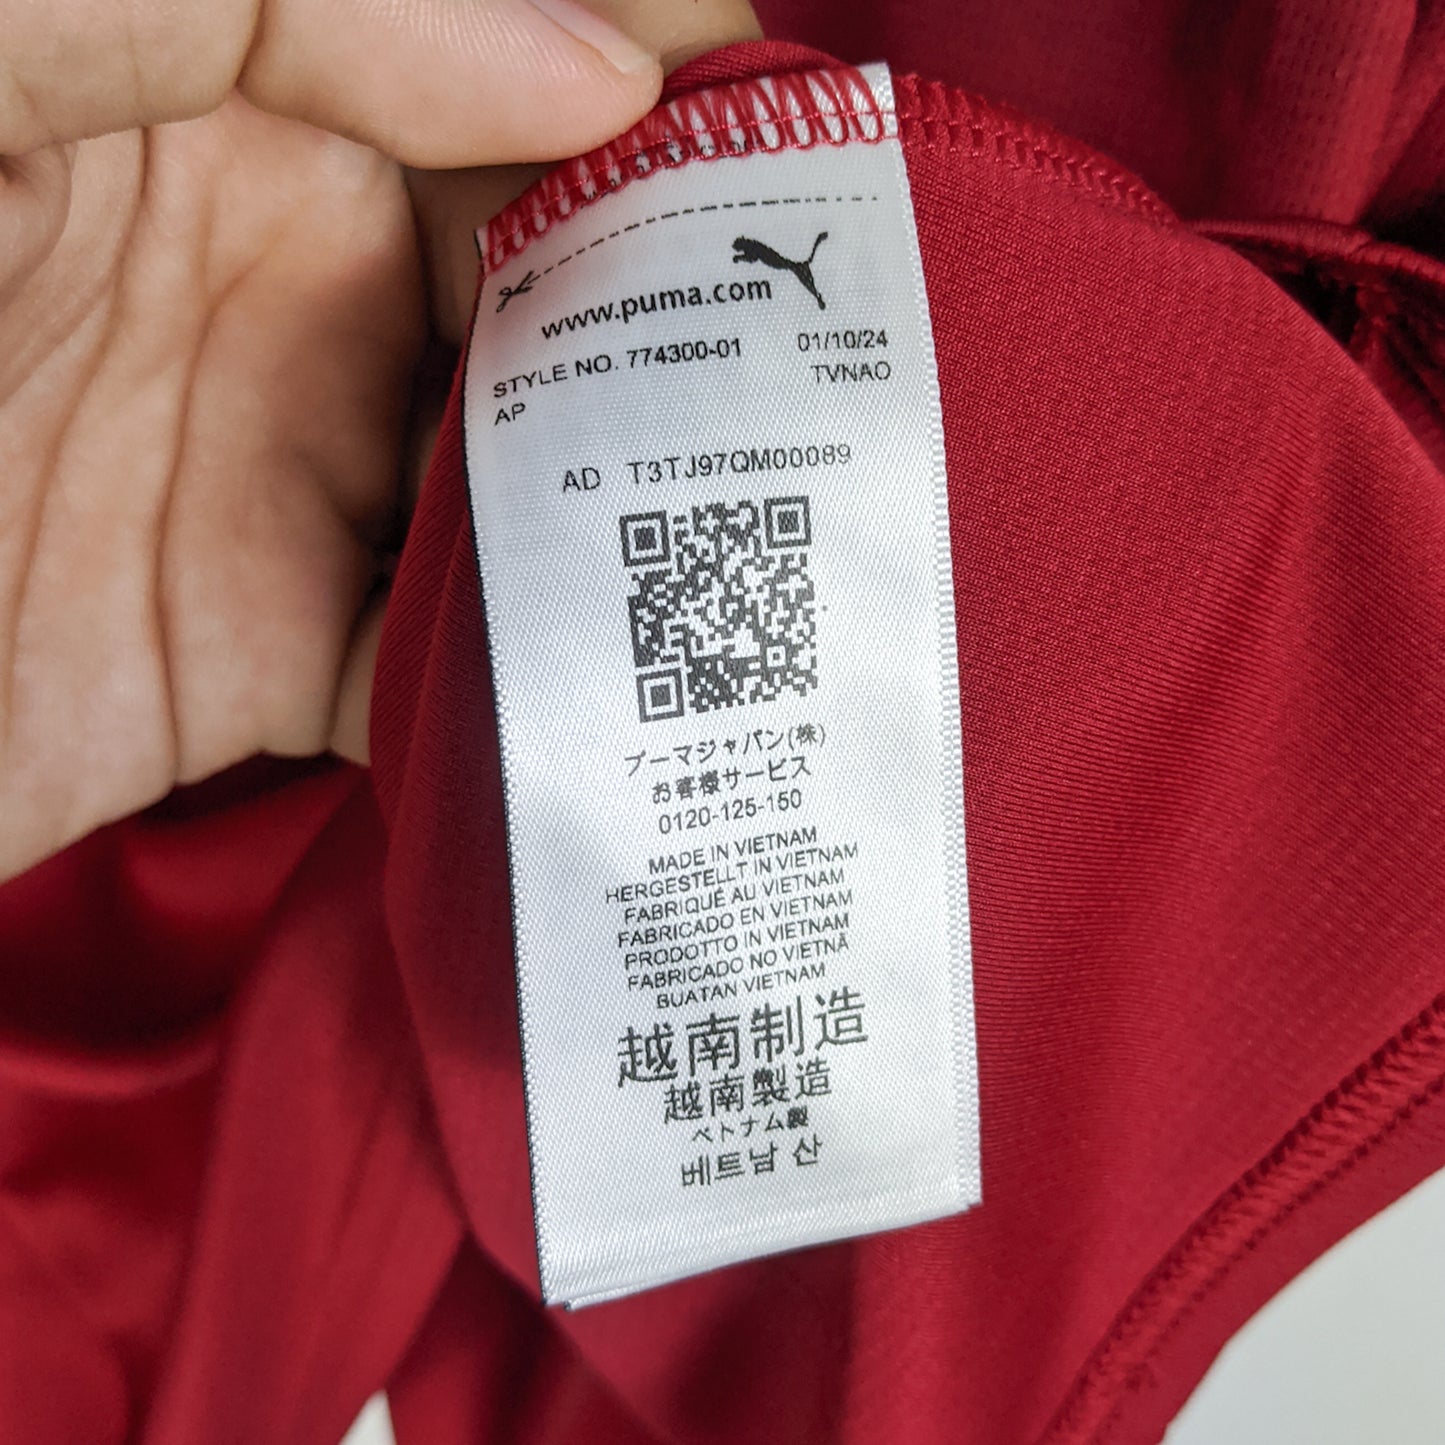 www.puma.com
STYLE NO. 774300-01 01/10/24
AP TVNAO
AD T3TJ97QM00089
プーマジャパン(株)
お客様サービス
0120-125-150
MADE IN VIETNAM
HERGESTELLT IN VIETNAM
FABRIQUÉ AU VIETNAM
FABRICADO EN VIETNAM
PRODOTTO IN VIETNAM
FABRICADO NO VIETNÃ
BUATAN VIETNAM
越南制造
越南製造
ベトナム製
베트남 산